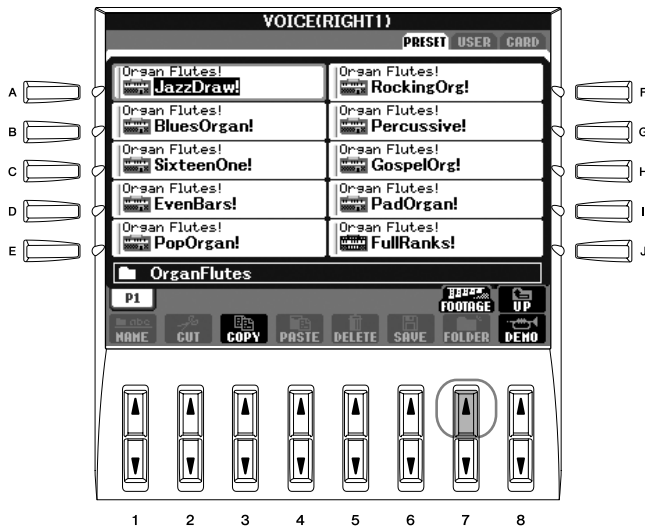 VOICE(RIGHT1)
PRESET USER CARD
A
Organ Flutes!
JazzDraw!
Organ Flutes!
RockingOrg!
F
B
Organ Flutes!
BluesOrgan!
Organ Flutes!
Percussive!
G
C
Organ Flutes!
SixteenOne!
Organ Flutes!
GospelOrg!
H
D
Organ Flutes!
EvenBars!
Organ Flutes!
PadOrgan!
I
E
Organ Flutes!
PopOrgan!
Organ Flutes!
FullRanks!
J
OrganFlutes
P1
FOOTAGE UP
abc
NAME CUT COPY PASTE DELETE SAVE FOLDER DEMO
1 2 3 4 5 6 7 8